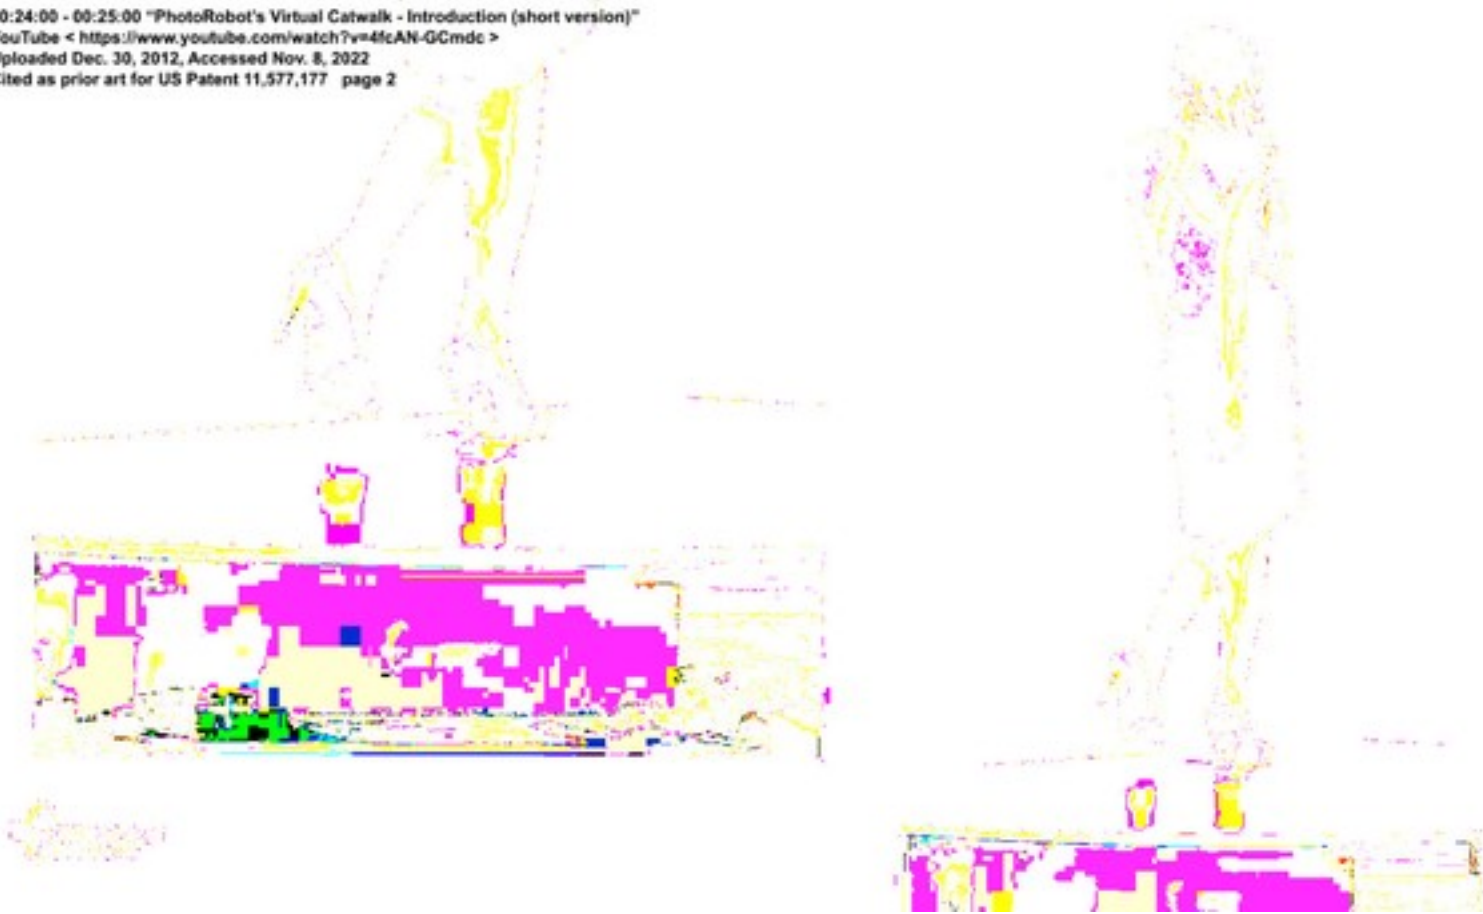 0:24:00 - 00:25:00 "PhotoRobot's Virtual Catwalk - Introduction (short version)"
ouTube < https://www.youtube.com/watch?v=4fcAN-GCmdc >
ploaded Dec. 30, 2012, Accessed Nov. 8, 2022
ited as prior art for US Patent 11,577,177 page 2